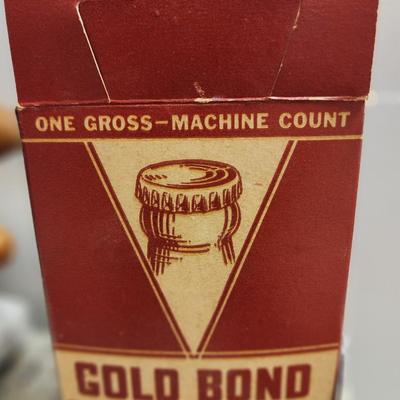 ONE GROSS—MACHINE COUNT
GOLD BOND